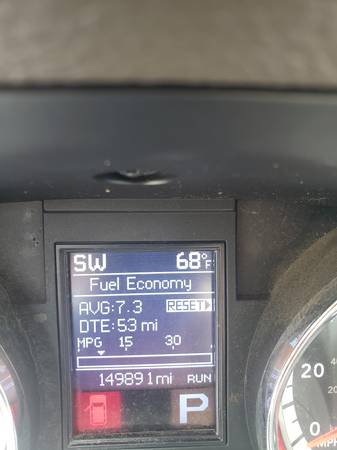 SW 68°F
Fuel Economy
AVG:7.3 RESET
DTE:53 mi
MPG 15 30
149891mi RUN
P
20
0
MPH